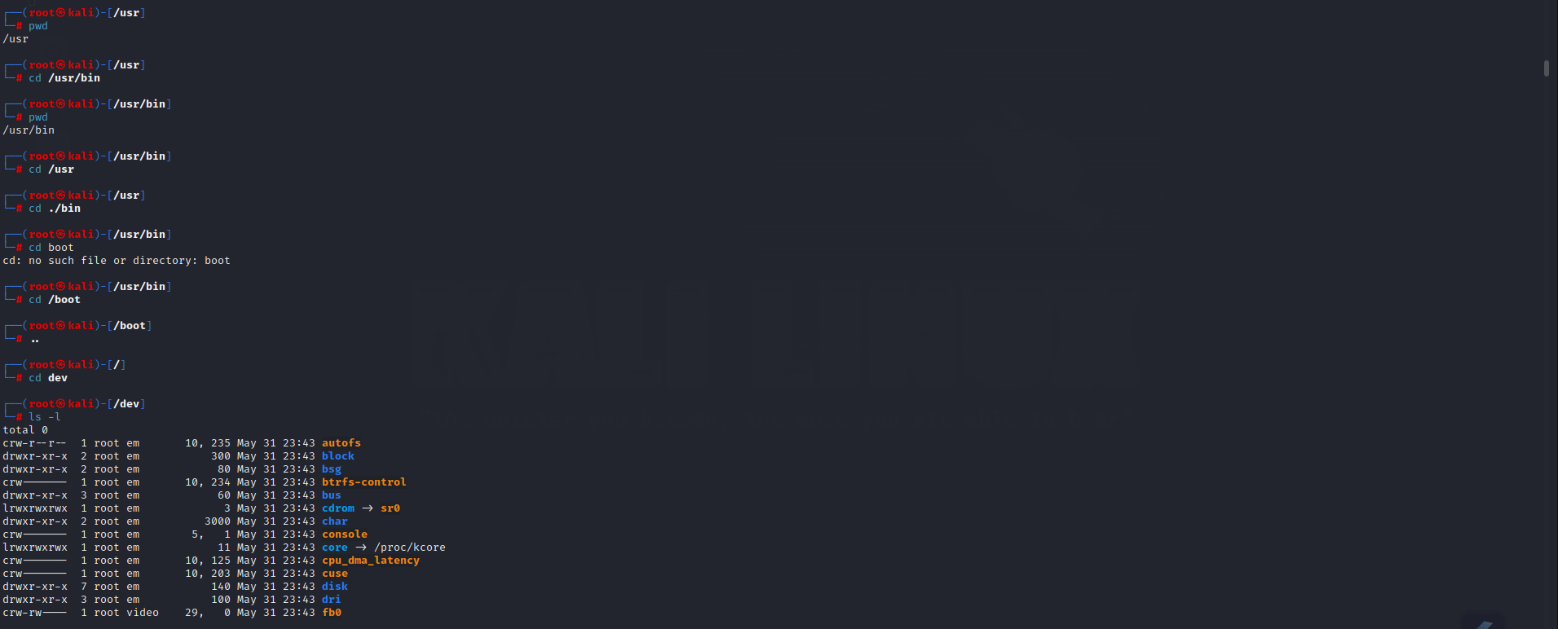 ┌──(root㉿kali)-[/usr]
└─# pwd
/usr

┌──(root㉿kali)-[/usr]
└─# cd /usr/bin

┌──(root㉿kali)-[/usr/bin]
└─# pwd
/usr/bin

┌──(root㉿kali)-[/usr/bin]
└─# cd /usr

┌──(root㉿kali)-[/usr]
└─# cd ./bin

┌──(root㉿kali)-[/usr/bin]
└─# cd boot
cd: no such file or directory: boot

┌──(root㉿kali)-[/usr/bin]
└─# cd /boot

┌──(root㉿kali)-[/boot]
└─# ..

┌──(root㉿kali)-[/]
└─# cd dev

┌──(root㉿kali)-[/dev]
└─# ls -l
total 0
crw-r--r--  1 root em       10, 235 May 31 23:43 autofs
drwxr-xr-x  2 root em           300 May 31 23:43 block
drwxr-xr-x  2 root em            80 May 31 23:43 bsg
crw-------  1 root em       10, 234 May 31 23:43 btrfs-control
drwxr-xr-x  3 root em            60 May 31 23:43 bus
lrwxrwxrwx  1 root em             3 May 31 23:43 cdrom -> sr0
drwxr-xr-x  2 root em          3000 May 31 23:43 char
crw-------  1 root em        5,   1 May 31 23:43 console
lrwxrwxrwx  1 root em            11 May 31 23:43 core -> /proc/kcore
crw-------  1 root em       10, 125 May 31 23:43 cpu_dma_latency
crw-------  1 root em       10, 203 May 31 23:43 cuse
drwxr-xr-x  7 root em           140 May 31 23:43 disk
drwxr-xr-x  3 root em           100 May 31 23:43 dri
crw-rw----  1 root video    29,   0 May 31 23:43 fb0